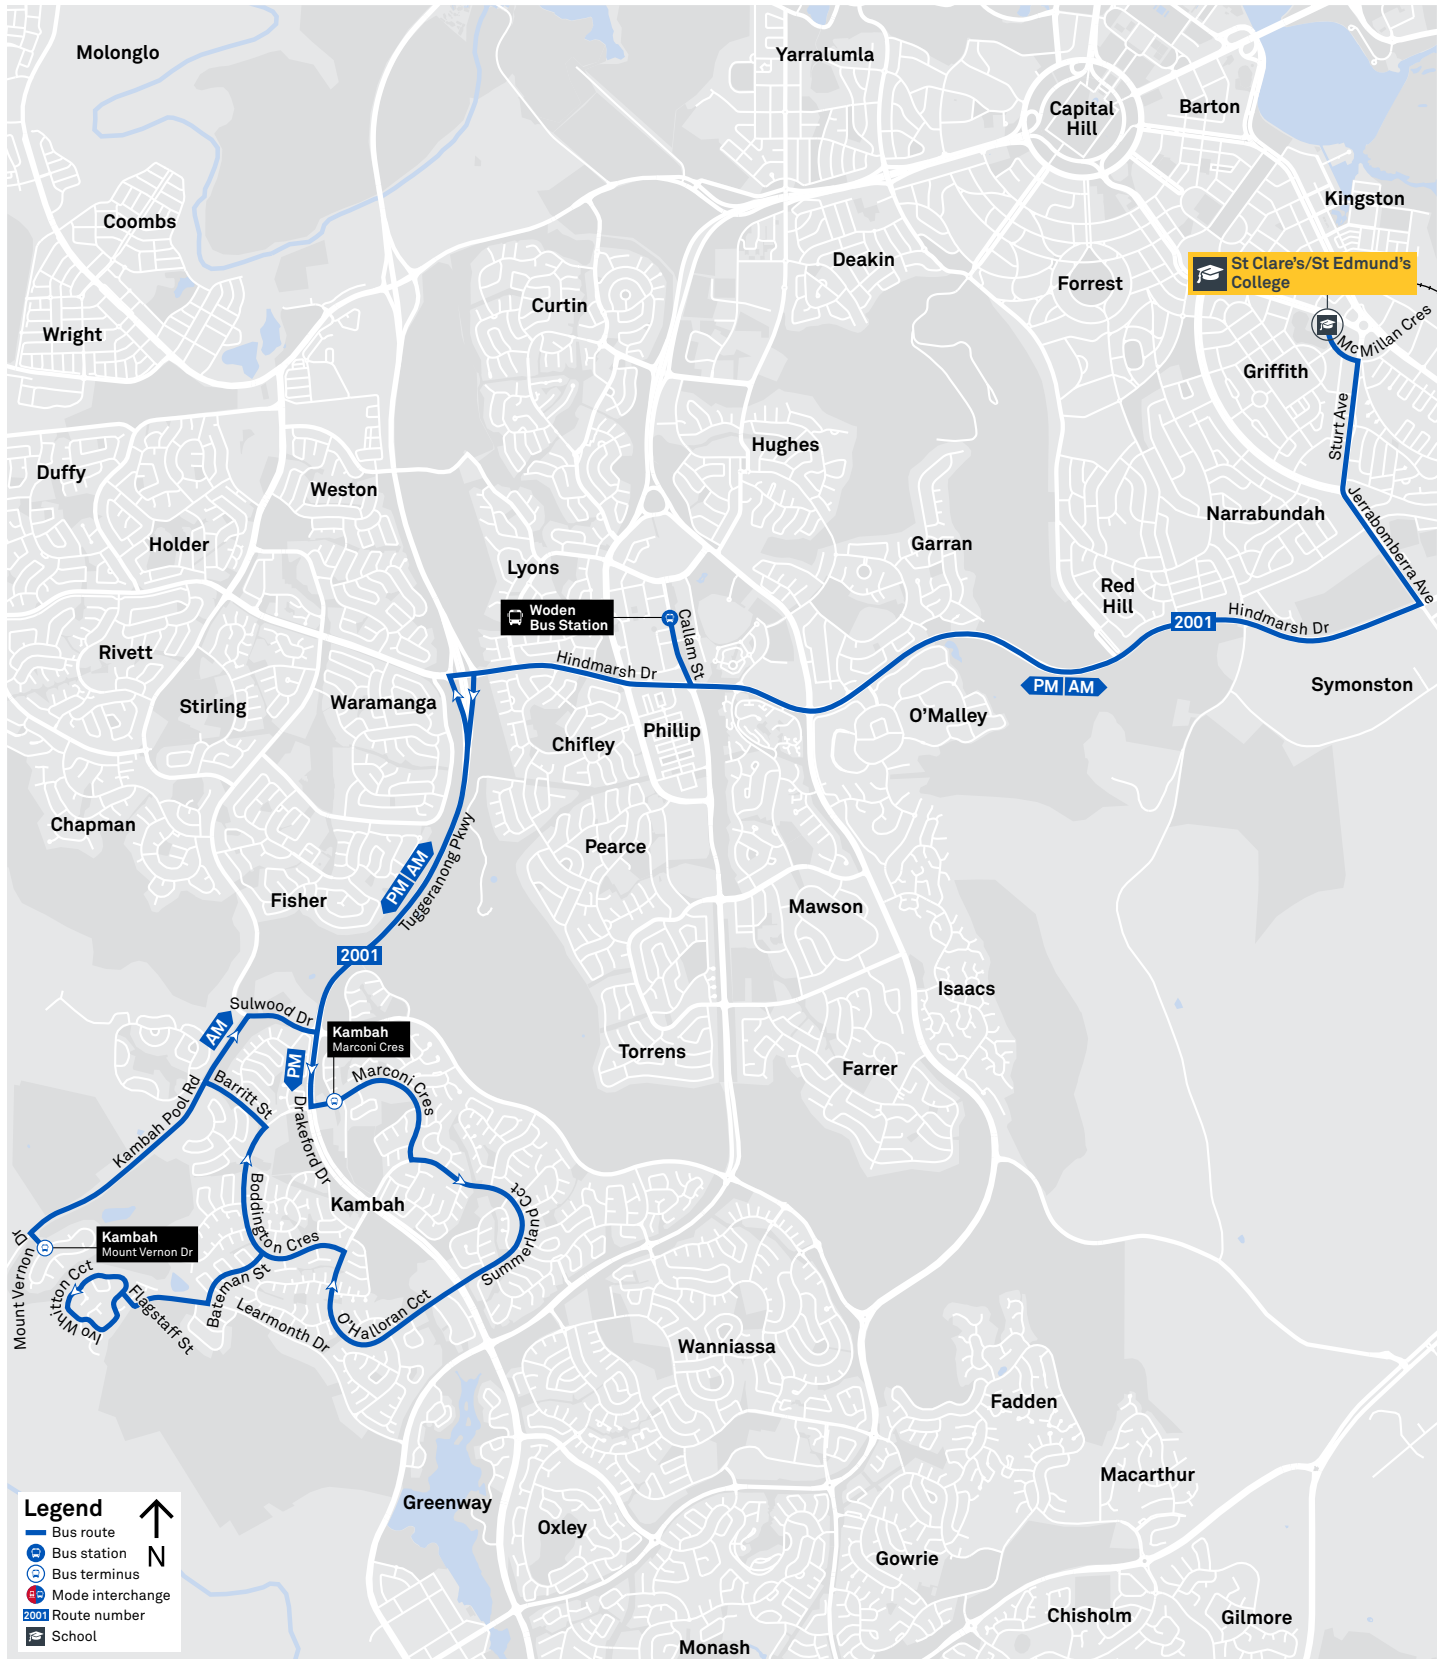 Molonglo
Yarralumla
Capital
Hill
Barton
Kingston
Coombs
Deakin
Forrest
St Clare's/St Edmund's
College
Curtin
Wright
McMillan Cres
Griffith
Sturt Ave
Hughes
Duffy
Weston
Narrabundah
Jerrabomberra Ave
Holder
Garran
Lyons
Red
Hill
Woden
Bus Station
Callam St
2001
Hindmarsh Dr
Rivett
Hindmarsh Dr
PM AM
Symonston
Stirling
Waramanga
O'Malley
Phillip
Chifley
Chapman
Pearce
PM AM
Tuggeranong Pkwy
Fisher
Mawson
2001
Isaacs
Sulwood Dr
AM
Kambah
Marconi Cres
Torrens
PM
Farrer
Marconi Cres
Barritt St
Kambah Pool Rd
Drakeford Dr
Kambah
Boddington Cres
Summerland Cct
Kambah
Mount Vernon Dr
Mount Vernon Dr
Ivo Whitton Cct
Flagstaff St
Bateman St
Learmonth Dr
O'Halloran Cct
Wanniassa
Fadden
Macarthur
Greenway
Oxley
Gowrie
Chisholm
Gilmore
Monash
Legend
N
Bus route
Bus station
Bus terminus
Mode interchange
2001 Route number
School